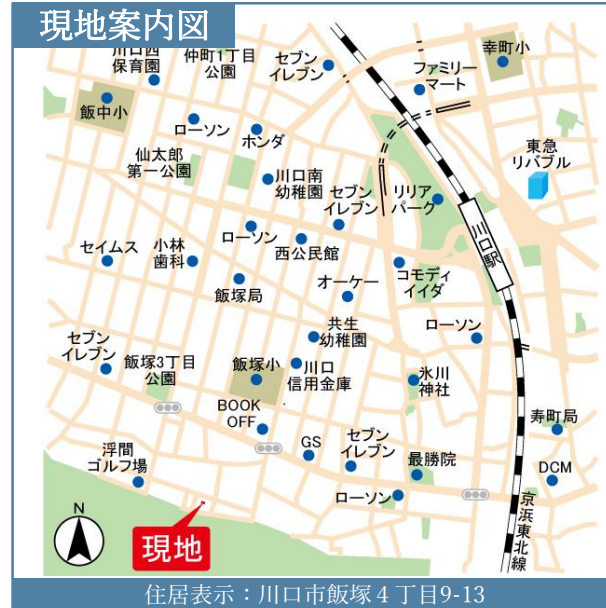 現地案内図
川口西
保育園
仲町1丁目
公園
セブン
イレブン
ファミリー
マート
幸町小
飯中小
ローソン
ホンダ
東急
リバブル
仙太郎
第一公園
川口南
幼稚園
セブン
イレブン
リリア
パーク
川口駅
ローソン
西公民館
セイムス
小林
歯科
飯塚局
オーケー
コモディ
イイダ
共生
幼稚園
ローソン
セブン
イレブン
飯塚3丁目
公園
飯塚小
川口
信用金庫
氷川
神社
BOOK
OFF
寿町局
浮間
ゴルフ場
GS
セブン
イレブン
最勝院
DCM
ローソン
京浜東北線
N
現地
住居表示：川口市飯塚４丁目9-13